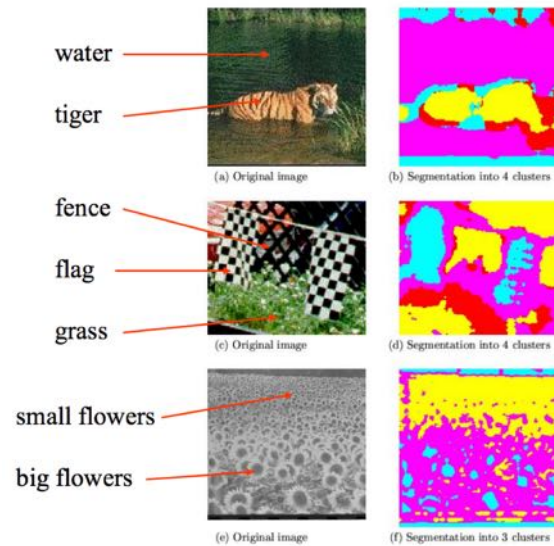 water
tiger
(a) Original image
(b) Segmentation into 4 clusters
fence
flag
grass
(c) Original image
(d) Segmentation into 4 clusters
small flowers
big flowers
(e) Original image
(f) Segmentation into 3 clusters